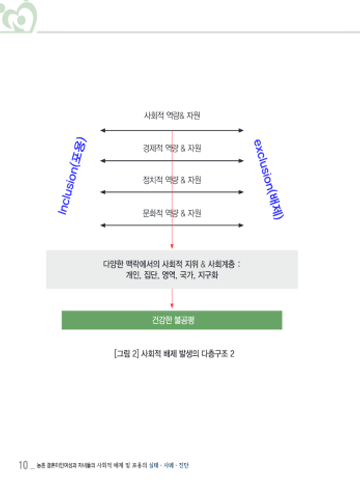 사회적 역량& 자원
Inclusion(포용)
exclusion(배제)
경제적 역량 & 자원
정치적 역량 & 자원
문화적 역량 & 자원
다양한 맥락에서의 사회적 지위 & 사회계층 :
개인, 집단, 영역, 국가, 지구화
건강한 불공평
[그림 2] 사회적 배제 발생의 다층구조 2
10 _ 농촌 결혼이민여성과 자녀들의 사회적 배제 및 포용의 실태·사례·진단